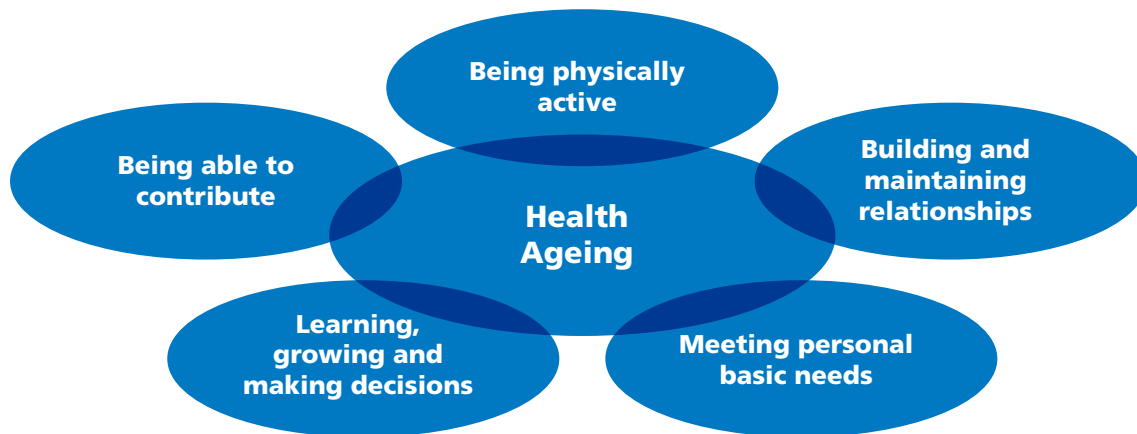 Being physically
active
Being able to
contribute
Building and
maintaining
relationships
Health
Ageing
Learning,
growing and
making decisions
Meeting personal
basic needs